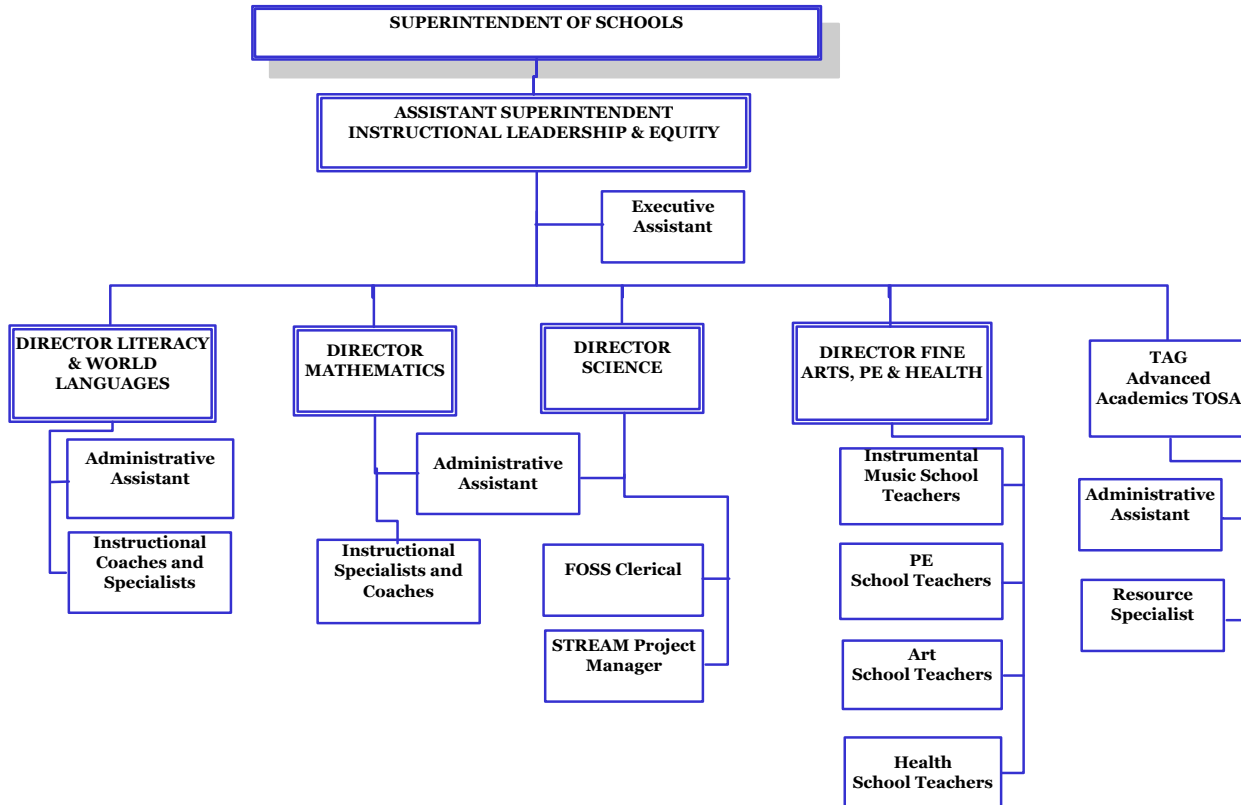 SUPERINTENDENT OF SCHOOLS
ASSISTANT SUPERINTENDENT
INSTRUCTIONAL LEADERSHIP & EQUITY
Executive
Assistant
DIRECTOR LITERACY
& WORLD
LANGUAGES
DIRECTOR
MATHEMATICS
DIRECTOR
SCIENCE
DIRECTOR FINE
ARTS, PE & HEALTH
TAG
Advanced
Academics TOSA
Administrative
Assistant
Instructional
Coaches and
Specialists
Administrative
Assistant
Instructional
Specialists and
Coaches
FOSS Clerical
STREAM Project
Manager
Instrumental
Music School
Teachers
PE
School Teachers
Art
School Teachers
Health
School Teachers
Administrative
Assistant
Resource
Specialist